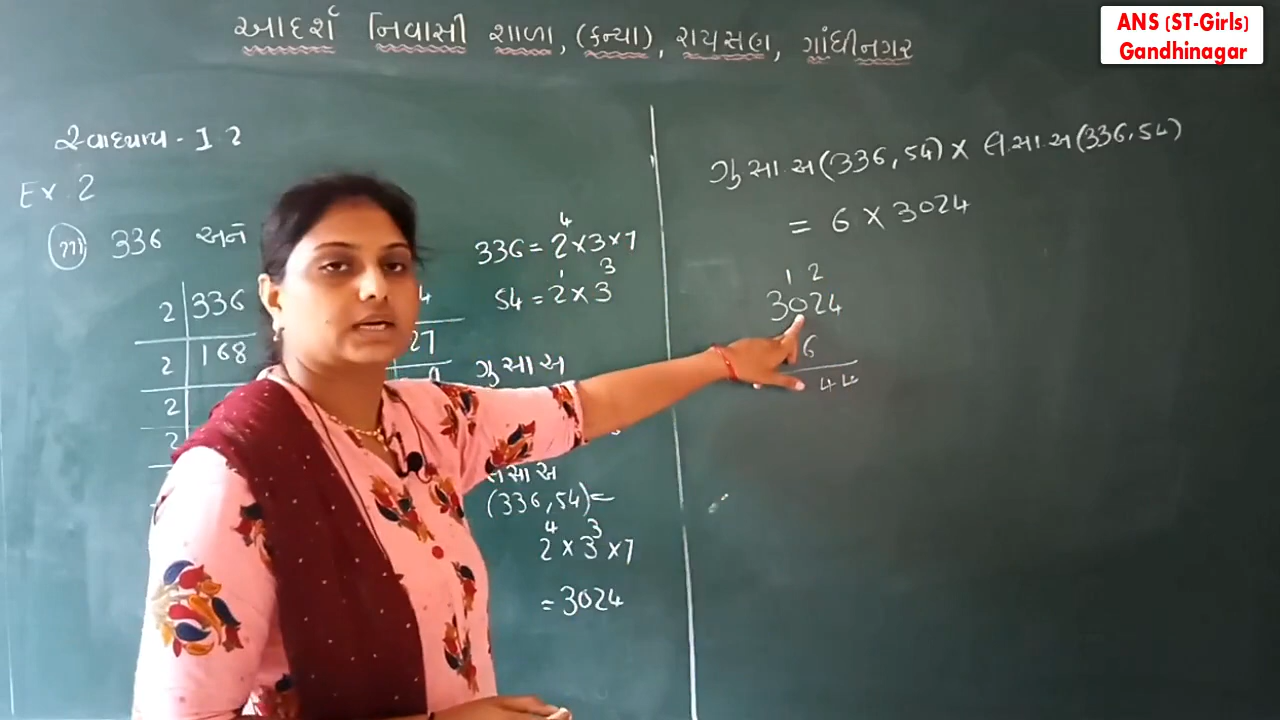 આદર્શ નિવાસી શાળા, (કન્યા), રાયસણ, ગાંધીનગર
ANS (ST-Girls)
Gandhinagar
સ્વાધ્યાય - 1.2
Ex. 2
336 અને
2 336
2 168
2
2
4
27
336 = 2⁴ × 3 × 7
54 = 2¹ × 3³
ગુ સા અ
લ સા અ
(336, 54) =
2⁴ × 3³ × 7
= 3024
ગુ સા. અ (336, 54) × લ. સા. અ (336, 54)
= 6 × 3024
1 2
3024
6
44